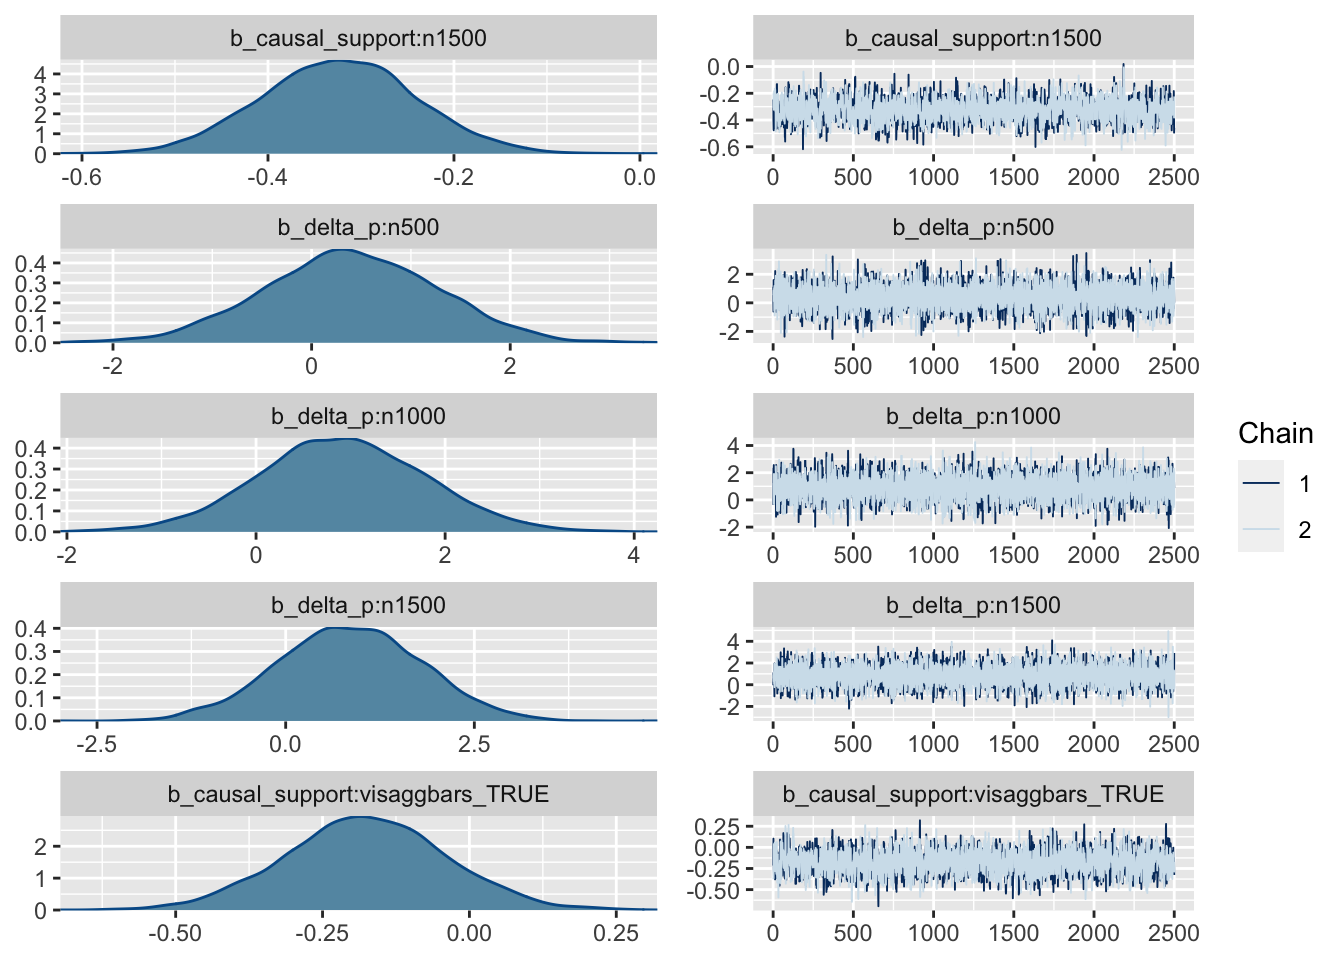 b_causal_support:n1500
4
3
2
1
0
-0.6 -0.4 -0.2 0.0
b_causal_support:n1500
0.0
-0.2
-0.4
-0.6
0 500 1000 1500 2000 2500
b_delta_p:n500
0.4
0.3
0.2
0.1
0.0
-2 0 2
b_delta_p:n500
2
0
-2
0 500 1000 1500 2000 2500
b_delta_p:n1000
0.4
0.3
0.2
0.1
0.0
-2 0 2 4
b_delta_p:n1000
4
2
0
-2
0 500 1000 1500 2000 2500
b_delta_p:n1500
0.4
0.3
0.2
0.1
0.0
-2.5 0.0 2.5
b_delta_p:n1500
4
2
0
-2
0 500 1000 1500 2000 2500
b_causal_support:visaggbars_TRUE
2
1
0
-0.50 -0.25 0.00 0.25
b_causal_support:visaggbars_TRUE
0.25
0.00
-0.25
-0.50
0 500 1000 1500 2000 2500
Chain
1
2